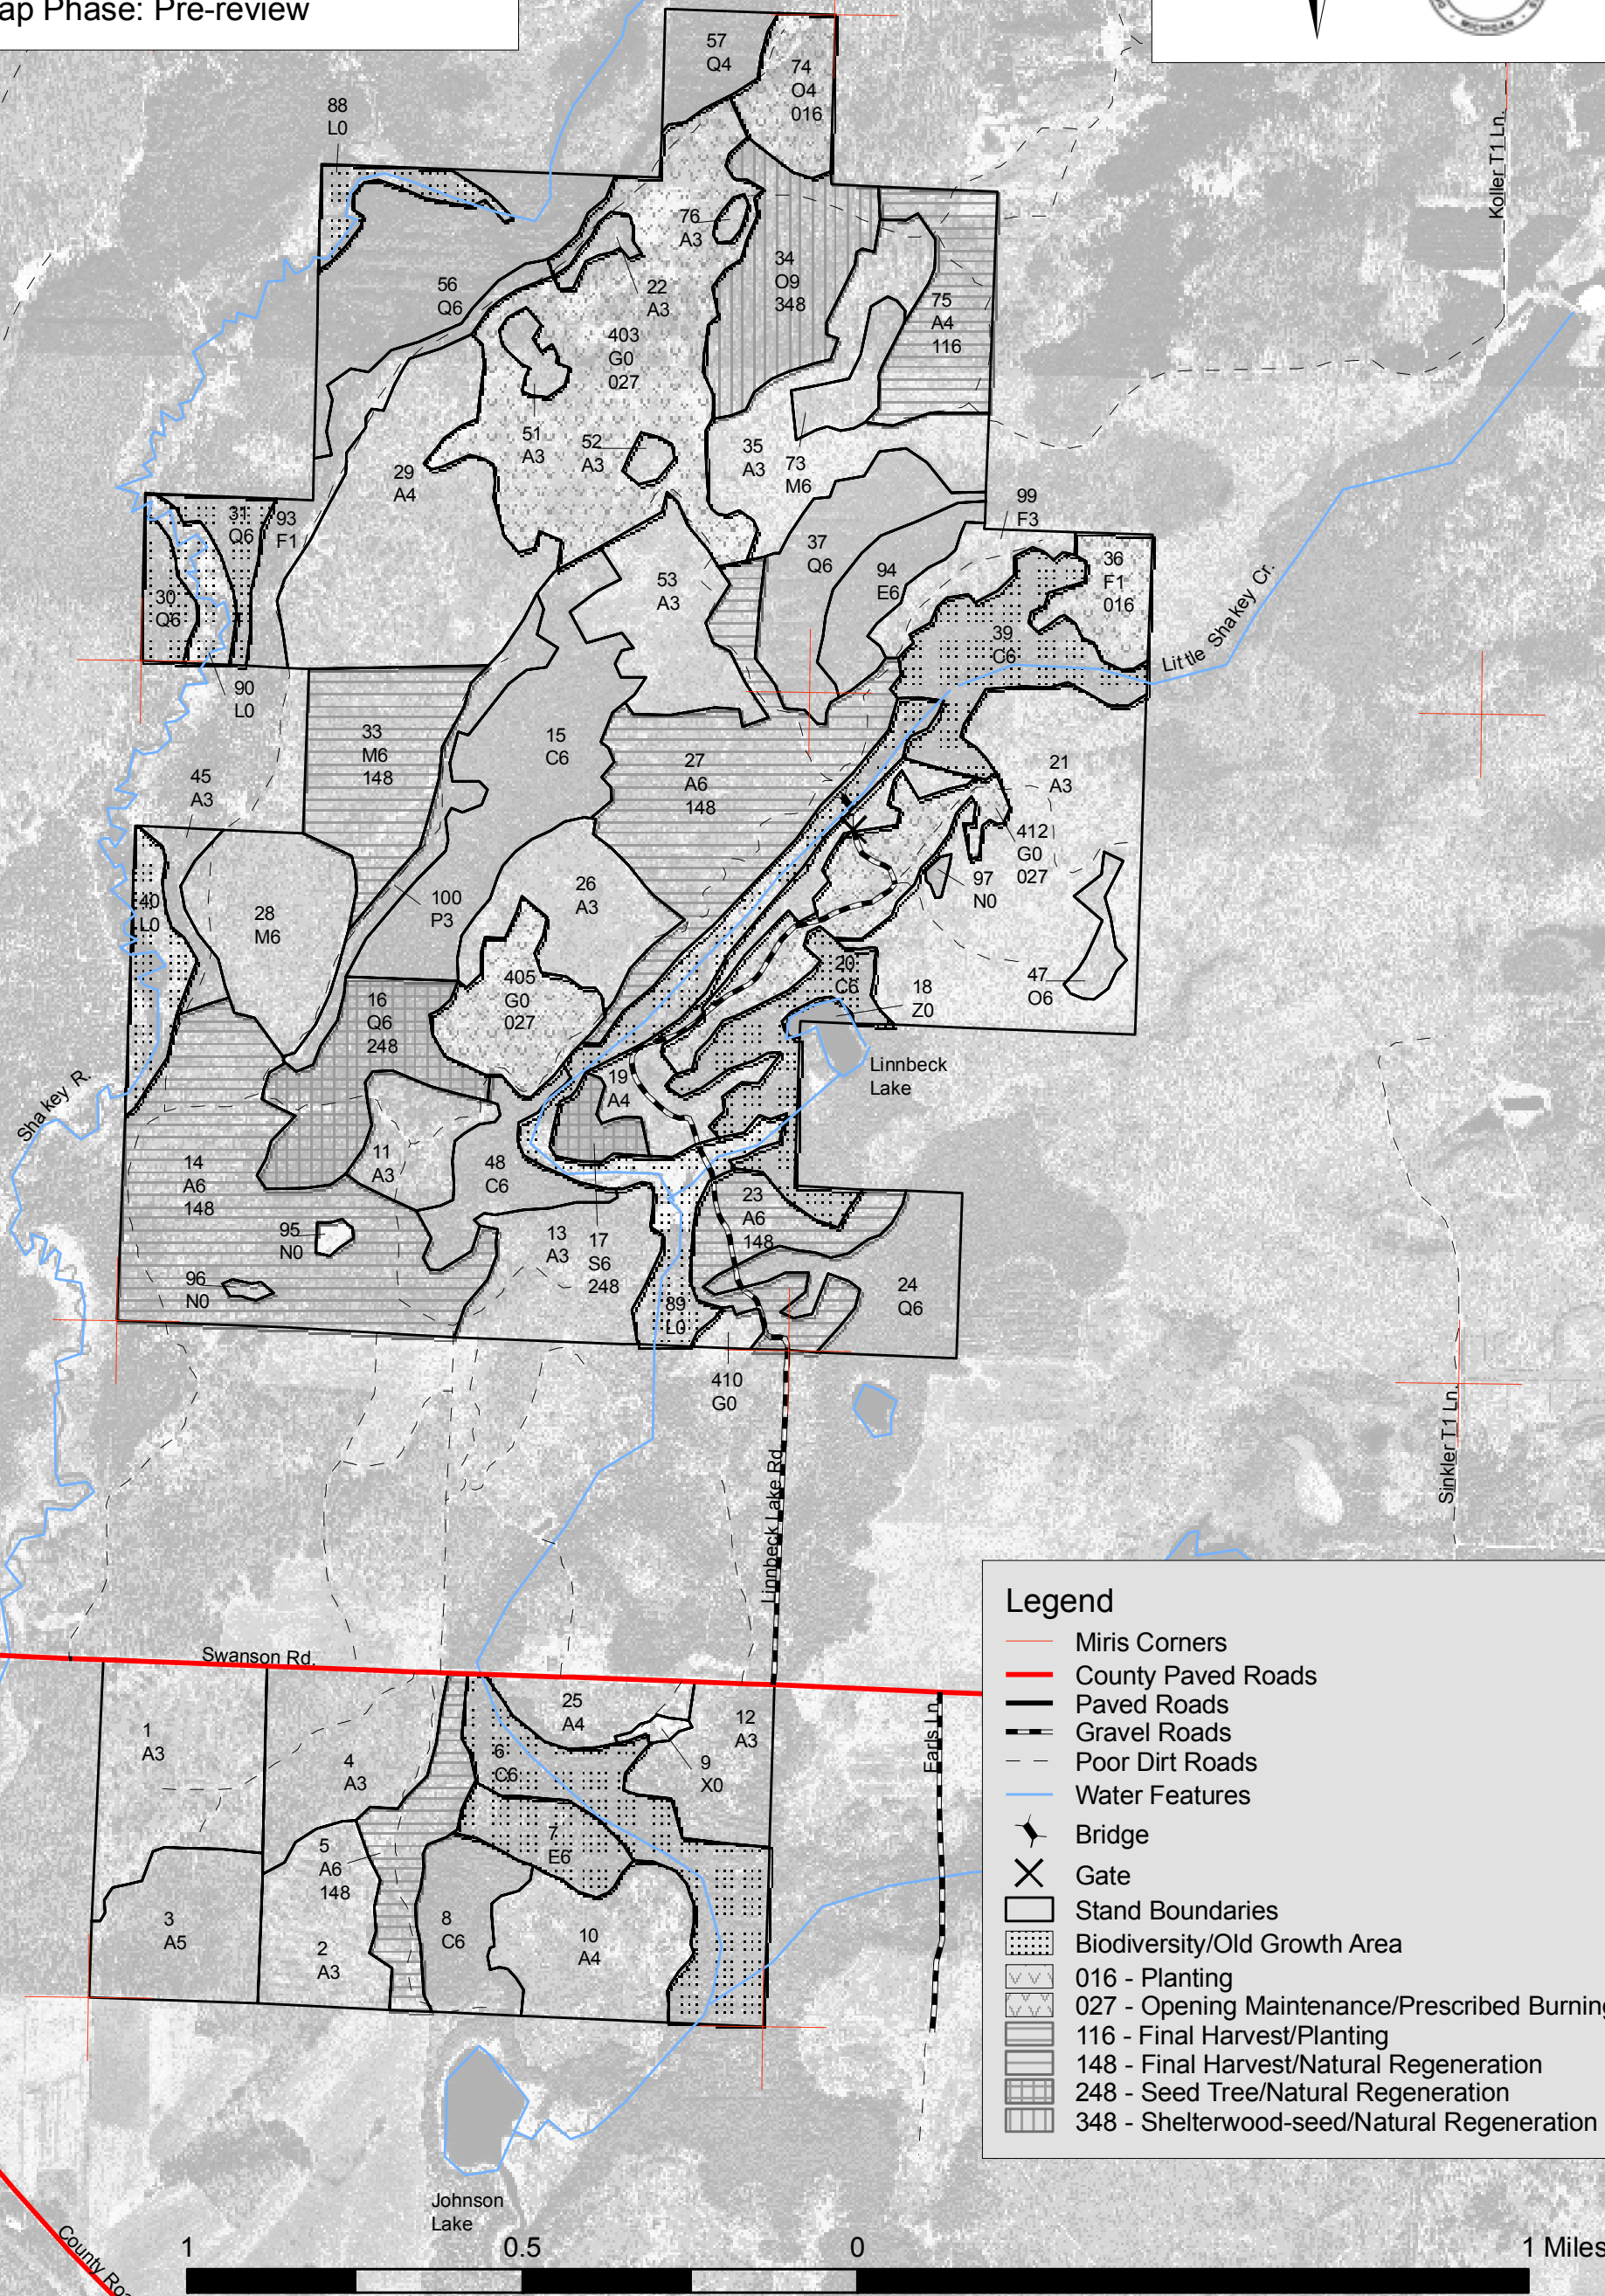 ap Phase: Pre-review
MICHIGAN
57
Q4
74
O4
016
88
L0
Koller T1 Ln.
76
A3
34
O9
348
56
Q6
22
A3
75
A4
116
403
G0
027
51
A3
52
A3
35
A3
73
M6
29
A4
99
F3
31
Q6
93
F1
37
Q6
36
F1
016
53
A3
94
E6
30
Q6
39
C6
Little Shakey Cr.
90
L0
33
M6
148
15
C6
27
A6
148
21
A3
45
A3
412
G0
027
97
N0
26
A3
100
P3
40
L0
28
M6
405
G0
027
20
C6
18
Z0
47
O6
16
Q6
248
Linnbeck
Lake
19
A4
Shakey R.
11
A3
14
A6
148
48
C6
23
A6
148
95
N0
13
A3
17
S6
248
96
N0
24
Q6
89
L0
410
G0
Linnbeck Lake Rd.
Sinkler T1 Ln.
Swanson Rd.
Farls Ln.
25
A4
12
A3
1
A3
6
C6
4
A3
9
X0
7
E6
5
A6
148
3
A5
8
C6
10
A4
2
A3
Legend
Miris Corners
County Paved Roads
Paved Roads
Gravel Roads
Poor Dirt Roads
Water Features
Bridge
Gate
Stand Boundaries
Biodiversity/Old Growth Area
016 - Planting
027 - Opening Maintenance/Prescribed Burning
116 - Final Harvest/Planting
148 - Final Harvest/Natural Regeneration
248 - Seed Tree/Natural Regeneration
348 - Shelterwood-seed/Natural Regeneration
Johnson
Lake
County Roa
1 0.5 0 1 Miles